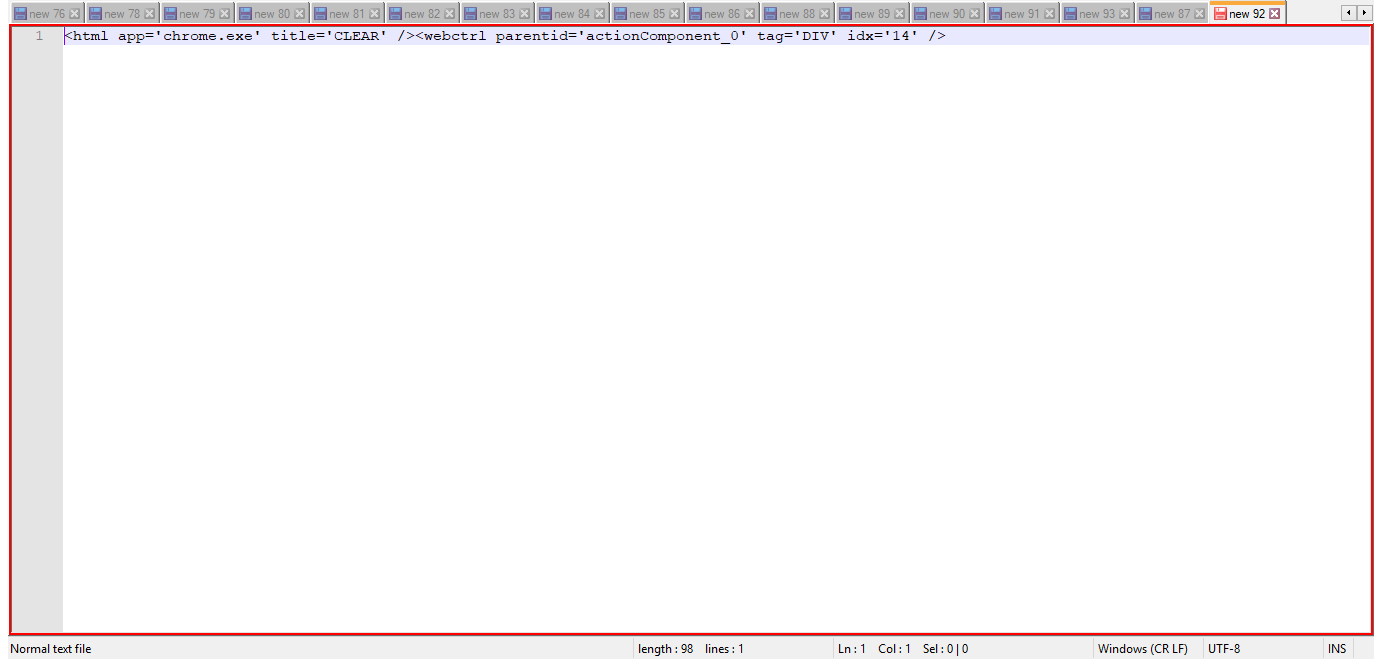 new 76 new 78 new 79 new 80 new 81 new 82 new 83 new 84 new 85 new 86 new 88 new 89 new 90 new 91 new 93 new 87 new 92
1 <html app='chrome.exe' title='CLEAR' /><webctrl parentid='actionComponent_0' tag='DIV' idx='14' />
Normal text file length : 98 lines : 1 Ln : 1 Col : 1 Sel : 0 | 0 Windows (CR LF) UTF-8 INS